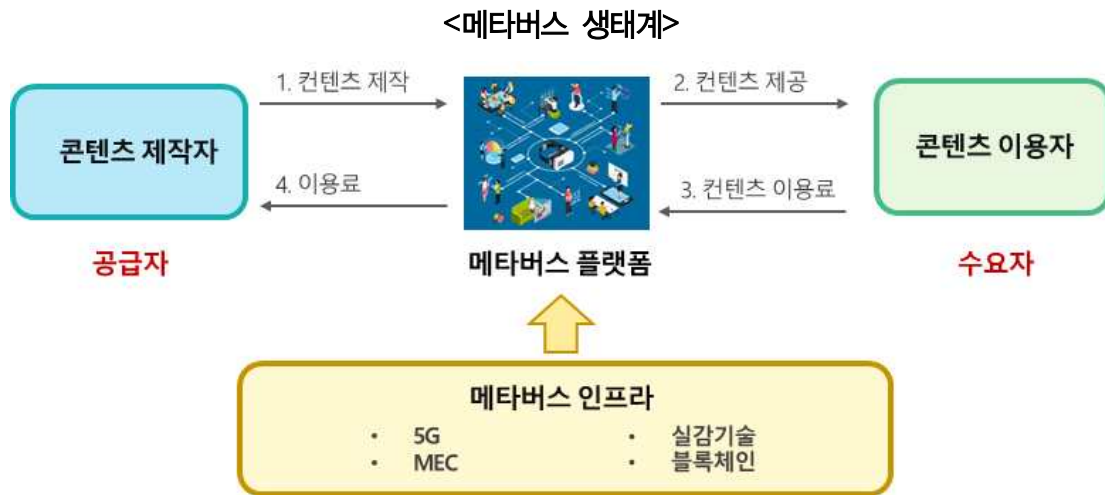 <메타버스 생태계>
1. 컨텐츠 제작
2. 컨텐츠 제공
콘텐츠 제작자
콘텐츠 이용자
4. 이용료
3. 컨텐츠 이용료
공급자
메타버스 플랫폼
수요자
메타버스 인프라
• 5G
• 실감기술
• MEC
• 블록체인